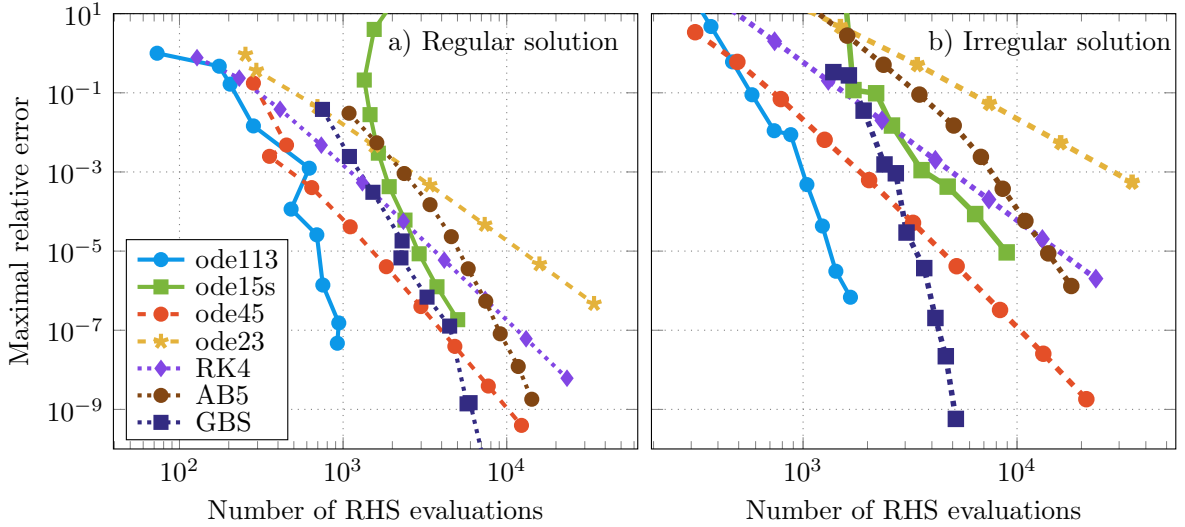 a) Regular solution
b) Irregular solution
Maximal relative error
10^1
10^-1
10^-3
10^-5
10^-7
10^-9
ode113
ode15s
ode45
ode23
RK4
AB5
GBS
10^2
10^3
10^4
10^3
10^4
Number of RHS evaluations
Number of RHS evaluations